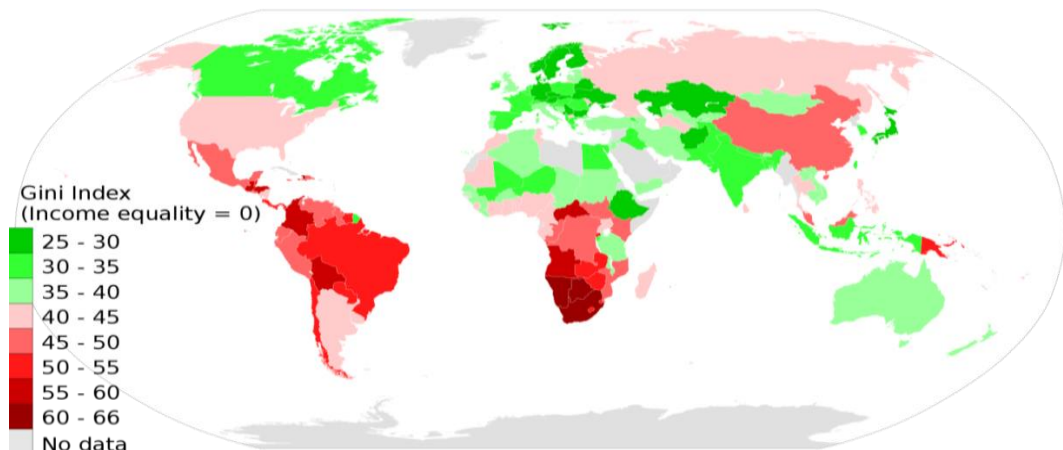 Gini Index
(Income equality = 0)
25 - 30
30 - 35
35 - 40
40 - 45
45 - 50
50 - 55
55 - 60
60 - 66
No data